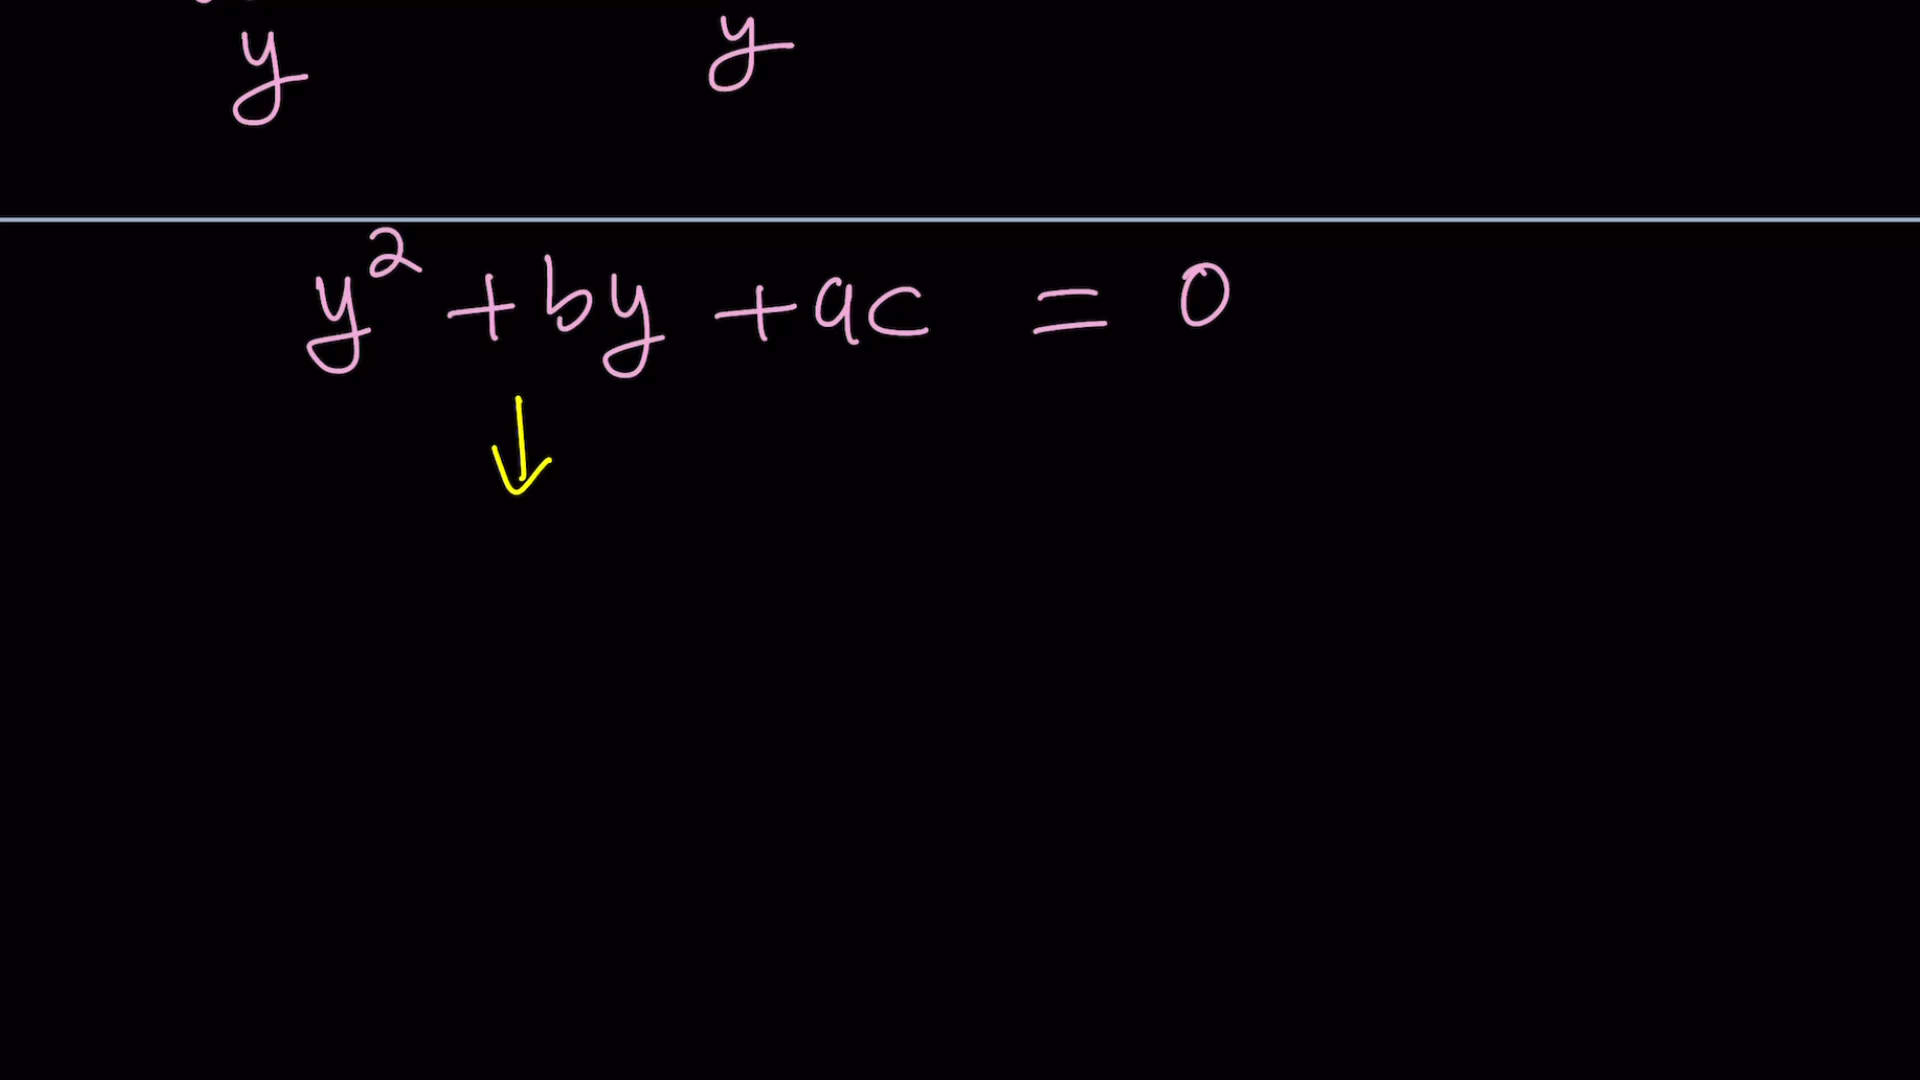 y y
y² + by + ac = 0